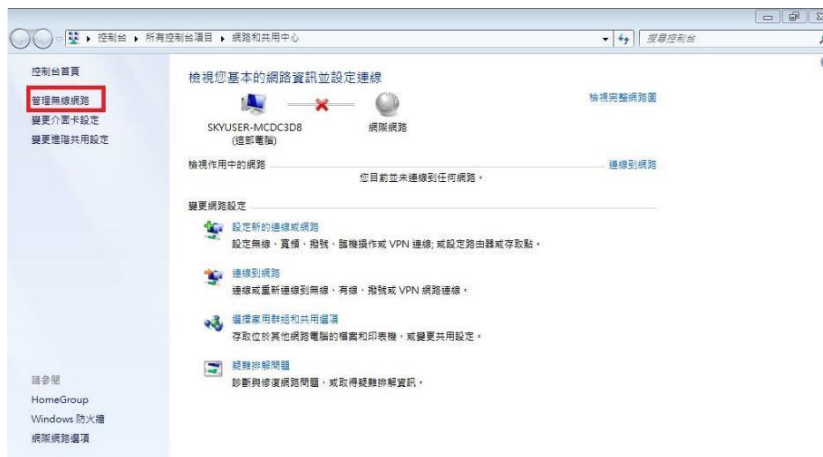 控制台 ▸ 所有控制台項目 ▸ 網路和共用中心
搜尋控制台
控制台首頁
管理無線網路
變更介面卡設定
變更進階共用設定
檢視您基本的網路資訊並設定連線
檢視完整網路圖
SKYUSER-MCDC3D8
(這部電腦)
網際網路
檢視作用中的網路
連線到網路
您目前並未連線到任何網路。
變更網路設定
設定新的連線或網路
設定無線、寬頻、撥號、臨機操作或 VPN 連線; 或設定路由器或存取點。
連線到網路
連線或重新連線到無線、有線、撥號或 VPN 網路連線。
選擇家用群組和共用選項
存取位於其他網路電腦的檔案和印表機，或變更共用設定。
疑難排解問題
診斷與修復網路問題，或取得疑難排解資訊。
請參閱
HomeGroup
Windows 防火牆
網際網路選項